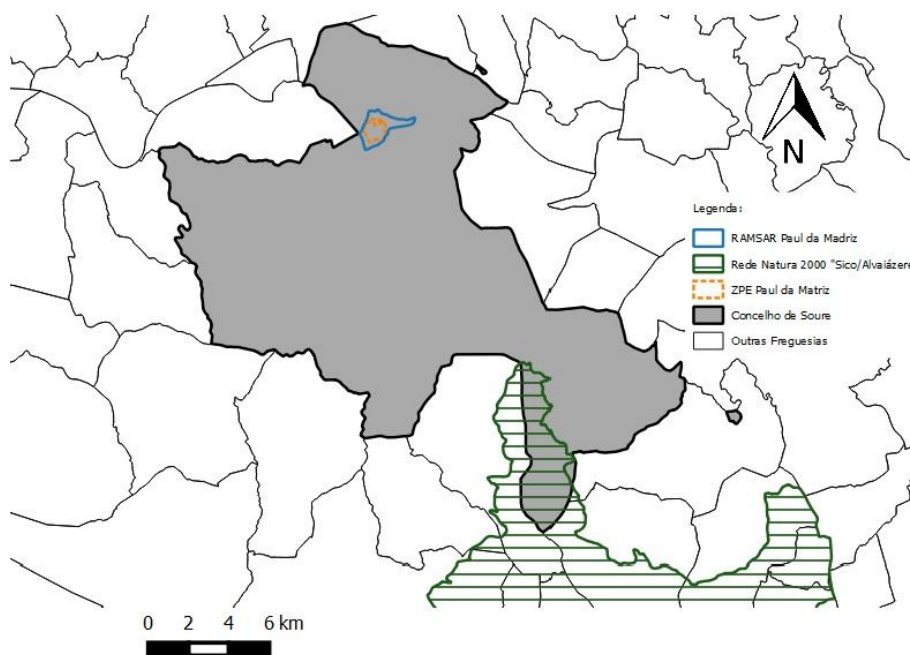 N
Legenda:
RAMSAR Paul da Madriz
Rede Natura 2000 "Sico/Alvaiázere
ZPE Paul da Matriz
Concelho de Soure
Outras Freguesias
0 2 4 6 km